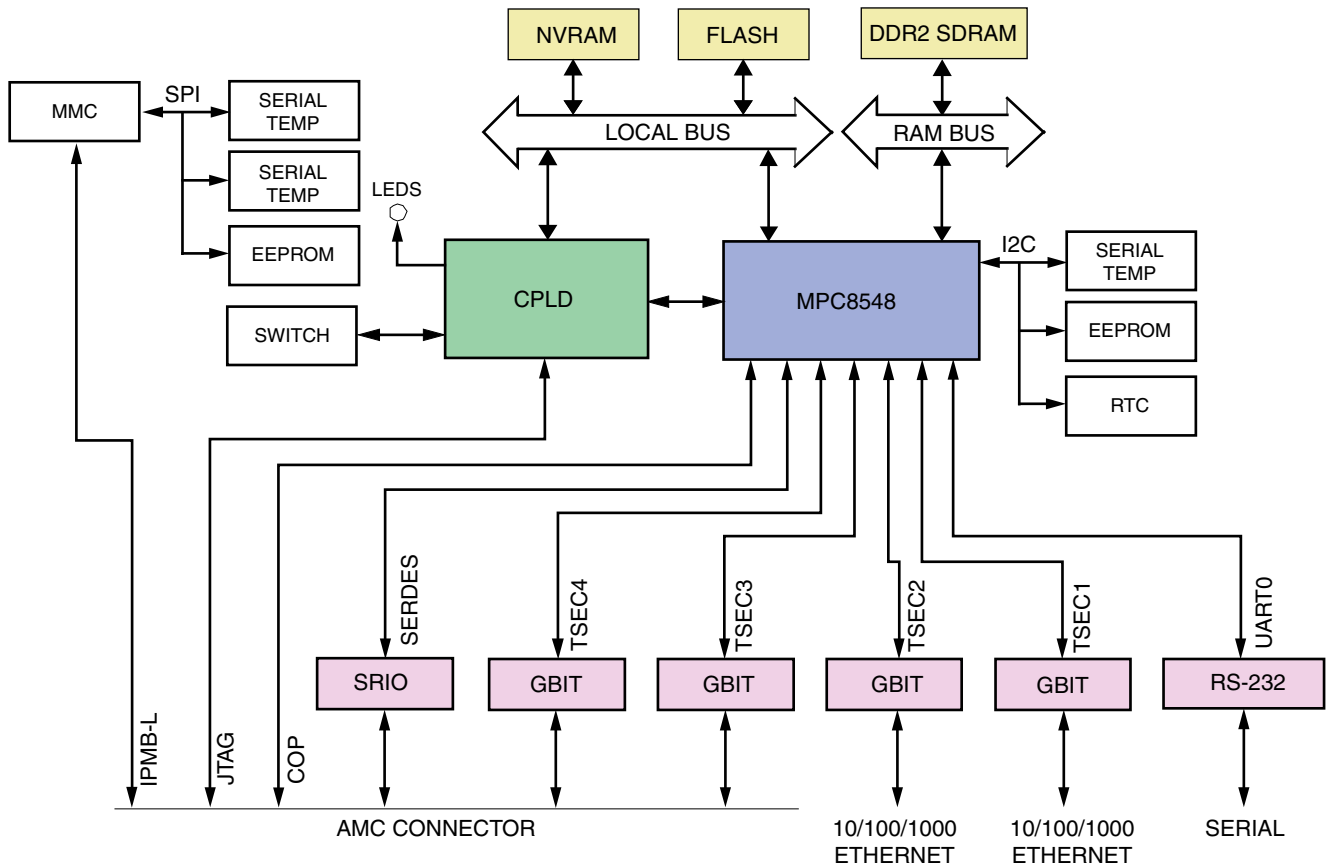 NVRAM
FLASH
DDR2 SDRAM
MMC
SPI
SERIAL
TEMP
LOCAL BUS
RAM BUS
SERIAL
TEMP
LEDS
EEPROM
I2C
SERIAL
TEMP
CPLD
MPC8548
SWITCH
EEPROM
RTC
SERDES
TSEC4
TSEC3
TSEC2
TSEC1
UART0
SRIO
GBIT
GBIT
GBIT
GBIT
RS-232
IPMB-L
JTAG
COP
AMC CONNECTOR
10/100/1000
ETHERNET
10/100/1000
ETHERNET
SERIAL